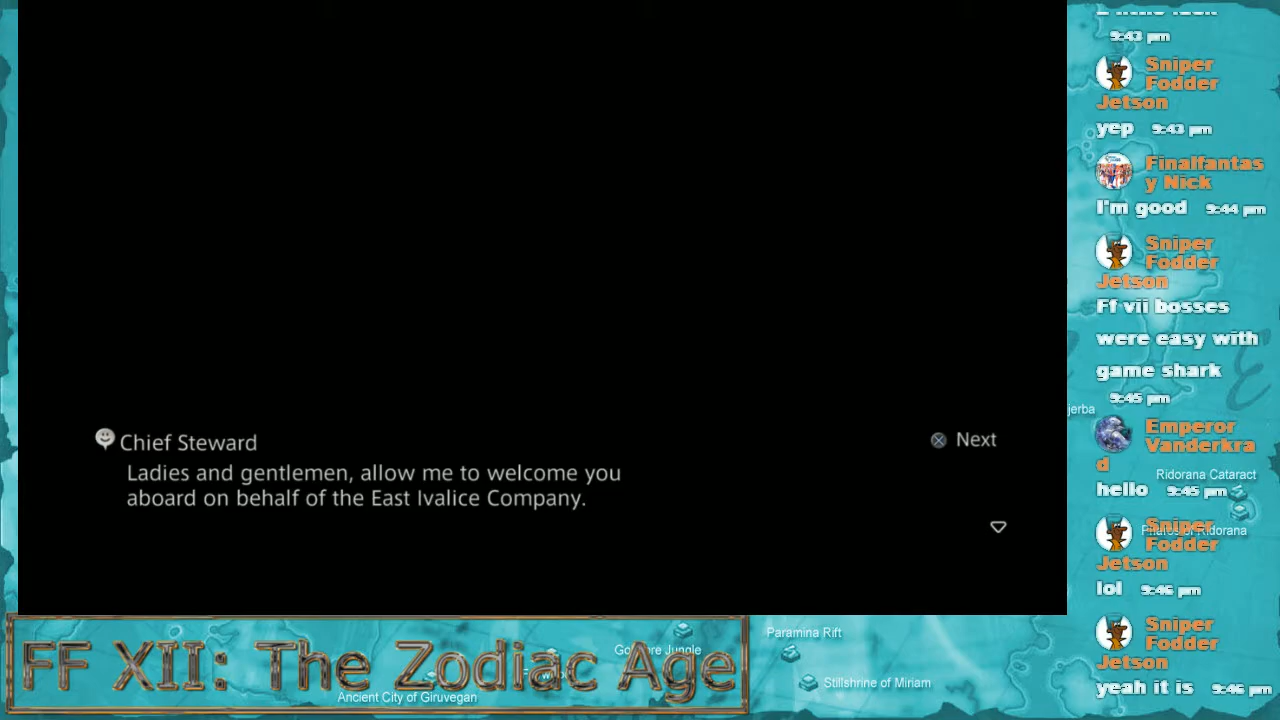 Chief Steward
Next
Ladies and gentlemen, allow me to welcome you
aboard on behalf of the East Ivalice Company.
9:43 pm
Sniper
Fodder
Jetson
yep 9:43 pm
Finalfantas
y Nick
I'm good 9:44 pm
Sniper
Fodder
Jetson
Ff vii bosses
were easy with
game shark
9:45 pm
jerba
Emperor
Vanderkra
d
Ridorana Cataract
hello 9:45 pm
Sniper
Ridorana
Fodder
Jetson
lol 9:46 pm
Sniper
Fodder
Jetson
yeah it is 9:46 pm
FF XII: The Zodiac Age
Jungle
Ancient City of Giruvegan
Paramina Rift
Stillshrine of Miriam